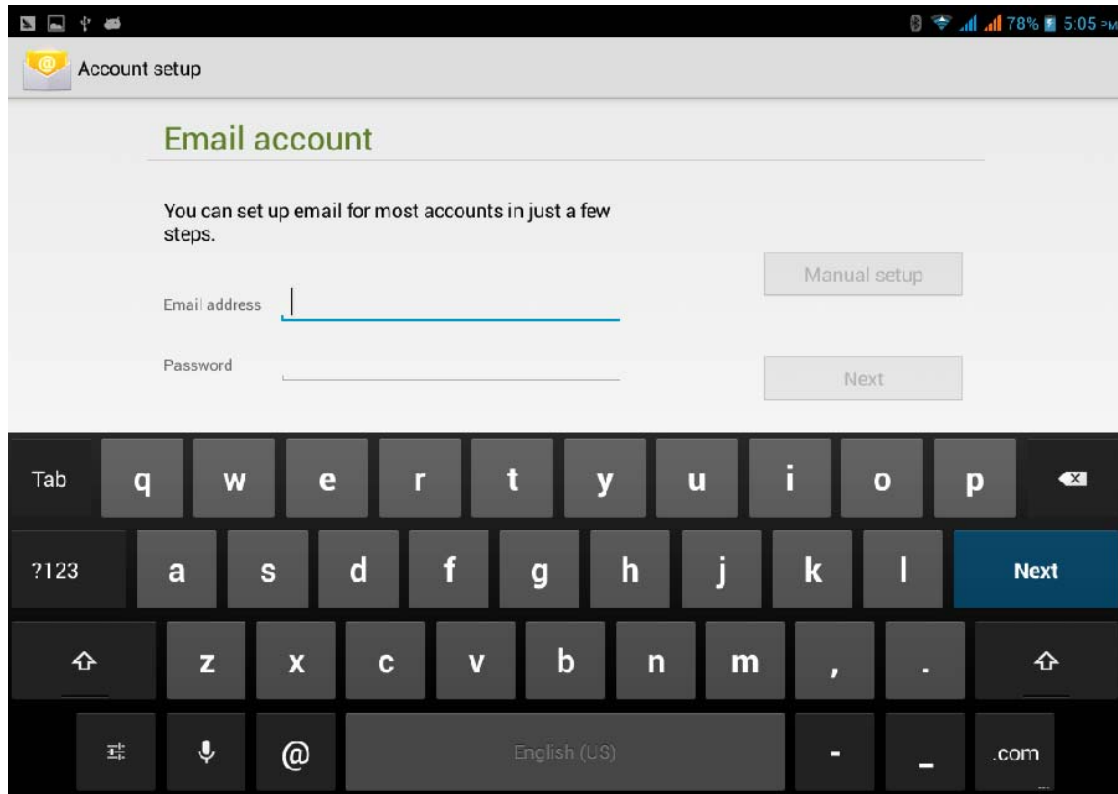 78% 5:05 PM
Account setup
Email account
You can set up email for most accounts in just a few
steps.
Manual setup
Email address
Password
Next
Tab q w e r t y u i o p
?123 a s d f g h j k l Next
z x c v b n m , .
@ English (US) - _ .com